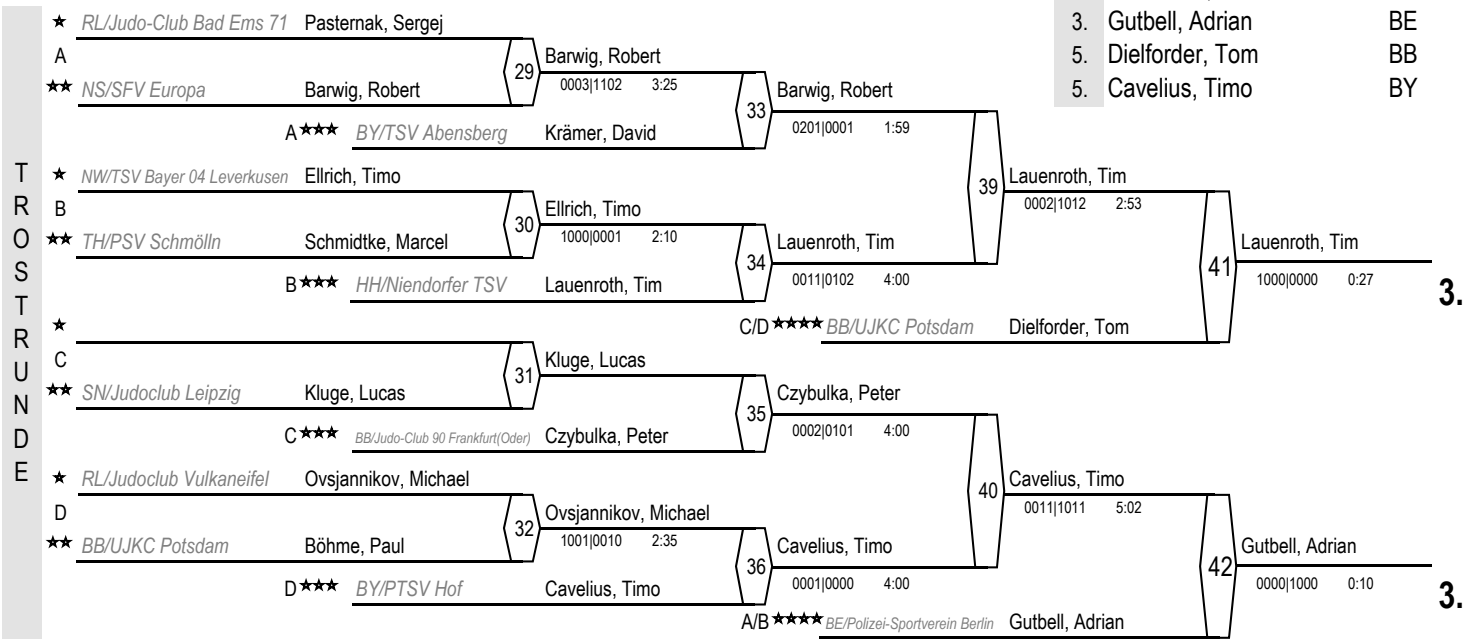 ★ RL/Judo-Club Bad Ems 71 Pasternak, Sergej
3. Gutbell, Adrian BE
A
29
Barwig, Robert
5. Dielforder, Tom BB
0003|1102 3:25
★★ NS/SFV Europa Barwig, Robert
Barwig, Robert
5. Cavelius, Timo BY
33
0201|0001 1:59
A★★★ BY/TSV Abensberg Krämer, David
TROSTRUNDE
★ NW/TSV Bayer 04 Leverkusen Ellrich, Timo
39
Lauenroth, Tim
0002|1012 2:53
B
30
Ellrich, Timo
1000|0001 2:10
★★ TH/PSV Schmölln Schmidtke, Marcel
Lauenroth, Tim
34
0011|0102 4:00
41
Lauenroth, Tim
1000|0000 0:27
3.
B★★★ HH/Niendorfer TSV Lauenroth, Tim
★
C/D★★★★ BB/UJKC Potsdam Dielforder, Tom
C
31
Kluge, Lucas
★★ SN/Judoclub Leipzig Kluge, Lucas
Czybulka, Peter
35
0002|0101 4:00
C★★★ BB/Judo-Club 90 Frankfurt(Oder) Czybulka, Peter
★ RL/Judoclub Vulkaneifel Ovsjannikov, Michael
40
Cavelius, Timo
0011|1011 5:02
D
32
Ovsjannikov, Michael
1001|0010 2:35
★★ BB/UJKC Potsdam Böhme, Paul
Cavelius, Timo
36
0001|0000 4:00
42
Gutbell, Adrian
0000|1000 0:10
3.
D★★★ BY/PTSV Hof Cavelius, Timo
A/B★★★★ BE/Polizei-Sportverein Berlin Gutbell, Adrian